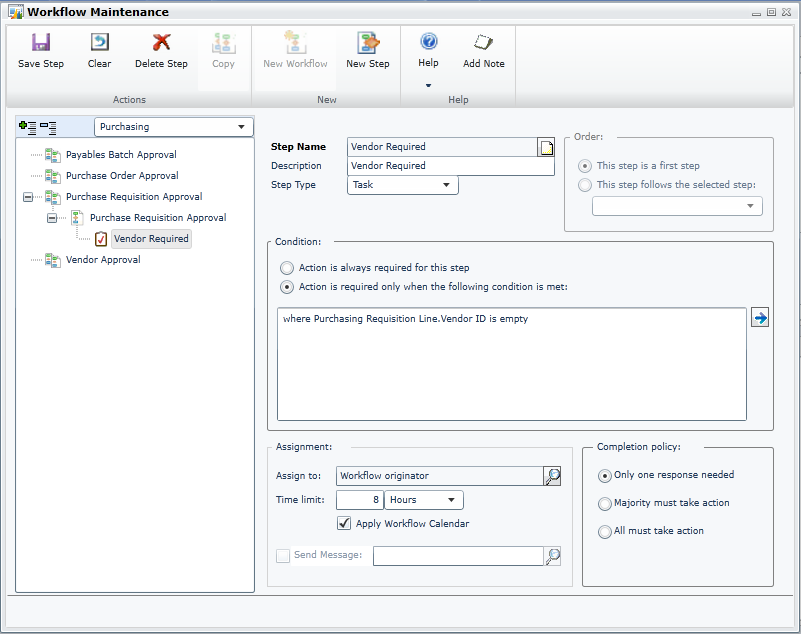 Workflow Maintenance
Save Step
Clear
Delete Step
Copy
New Workflow
New Step
Help
Add Note
Actions
New
Help
Purchasing
Payables Batch Approval
Purchase Order Approval
Purchase Requisition Approval
Purchase Requisition Approval
Vendor Required
Vendor Approval
Step Name Vendor Required
Description Vendor Required
Step Type Task
Order:
This step is a first step
This step follows the selected step:
Condition:
Action is always required for this step
Action is required only when the following condition is met:
where Purchasing Requisition Line.Vendor ID is empty
Assignment:
Assign to: Workflow originator
Time limit: 8 Hours
Apply Workflow Calendar
Send Message:
Completion policy:
Only one response needed
Majority must take action
All must take action